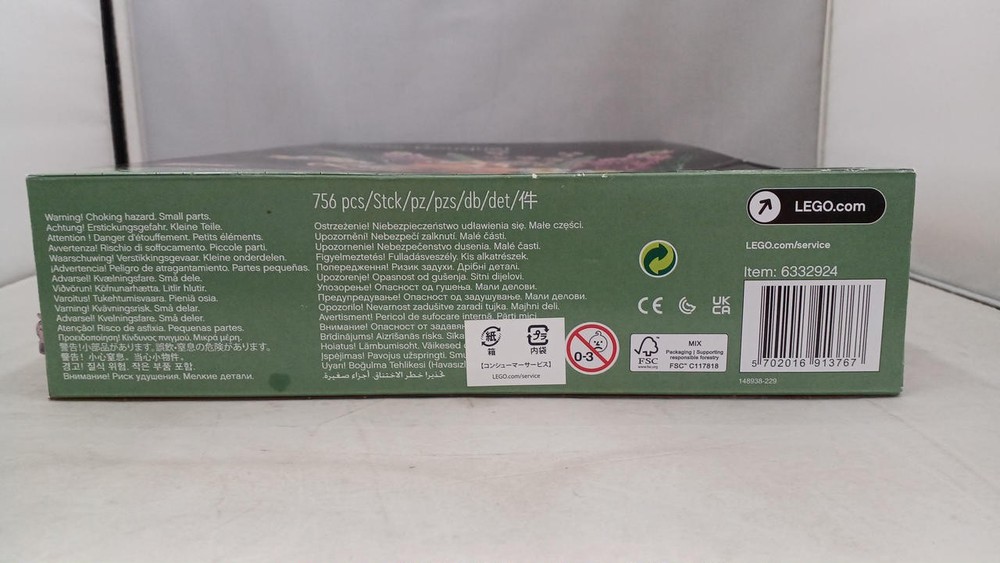 756 pcs/Stck/pz/pzs/db/det/件
Warning! Choking hazard. Small parts.
Achtung! Erstickungsgefahr. Kleine Teile.
Attention ! Danger d'étouffement. Petits éléments.
Avvertenza! Rischio di soffocamento. Piccole parti.
Waarschuwing! Verstikkingsgevaar. Kleine onderdelen.
¡Advertencia! Peligro de atragantamiento. Partes pequeñas.
Advarsel! Kvælningsfare. Små dele.
Viðvörun! Köfnunarhætta. Litlir hlutir.
Varoitus! Tukehtumisvaara. Pieniä osia.
Varning! Kvävningsrisk. Små delar.
Advarsel! Kvelningsfare. Små deler.
Atenção! Risco de asfixia. Pequenas partes.
Προειδοποίηση! Κίνδυνος πνιγμού. Μικρά μέρη.
警告! 小部品があります。誤飲・窒息の危険があります。
警告! 小心窒息。当心小物件。
경고! 질식 위험. 작은 부품 포함.
Внимание! Риск удушения. Мелкие детали.
Ostrzeżenie! Niebezpieczeństwo udławienia się. Małe części.
Upozornění! Nebezpečí zalknutí. Malé části.
Upozornenie! Nebezpečenstvo dusenia. Malé časti.
Figyelmeztetés! Fulladásveszély. Kis alkatrészek.
Попередження! Ризик задухи. Дрібні деталі.
Upozorenje! Opasnost od gušenja. Sitni dijelovi.
Упозорење! Опасност од гушења. Мали делови.
Предупредување! Опасност од задушување. Мали делови.
Opozorilo! Nevarnost zadušitve zaradi tujka. Majhni deli.
Avertisment! Pericol de sufocare internă. Părți mici.
Внимание! Опасност от задавян
Brīdinājums! Aizrīšanās risks. Sīka
Hoiatus! Lämbumisoht. Väikesed
Įspėjimas! Pavojus užspringti. Smu
Uyarı! Boğulma Tehlikesi (Havasız
تحذير! خطر الاختناق. أجزاء صغيرة
紙
箱
プラ
内袋
【コンシューマーサービス】
LEGO.com/service
0-3
CE
UK
CA
FSC
www.fsc.org
MIX
Packaging | Supporting
responsible forestry
FSC® C117818
LEGO.com
LEGO.com/service
Item: 6332924
5 702016 913767
148938-229